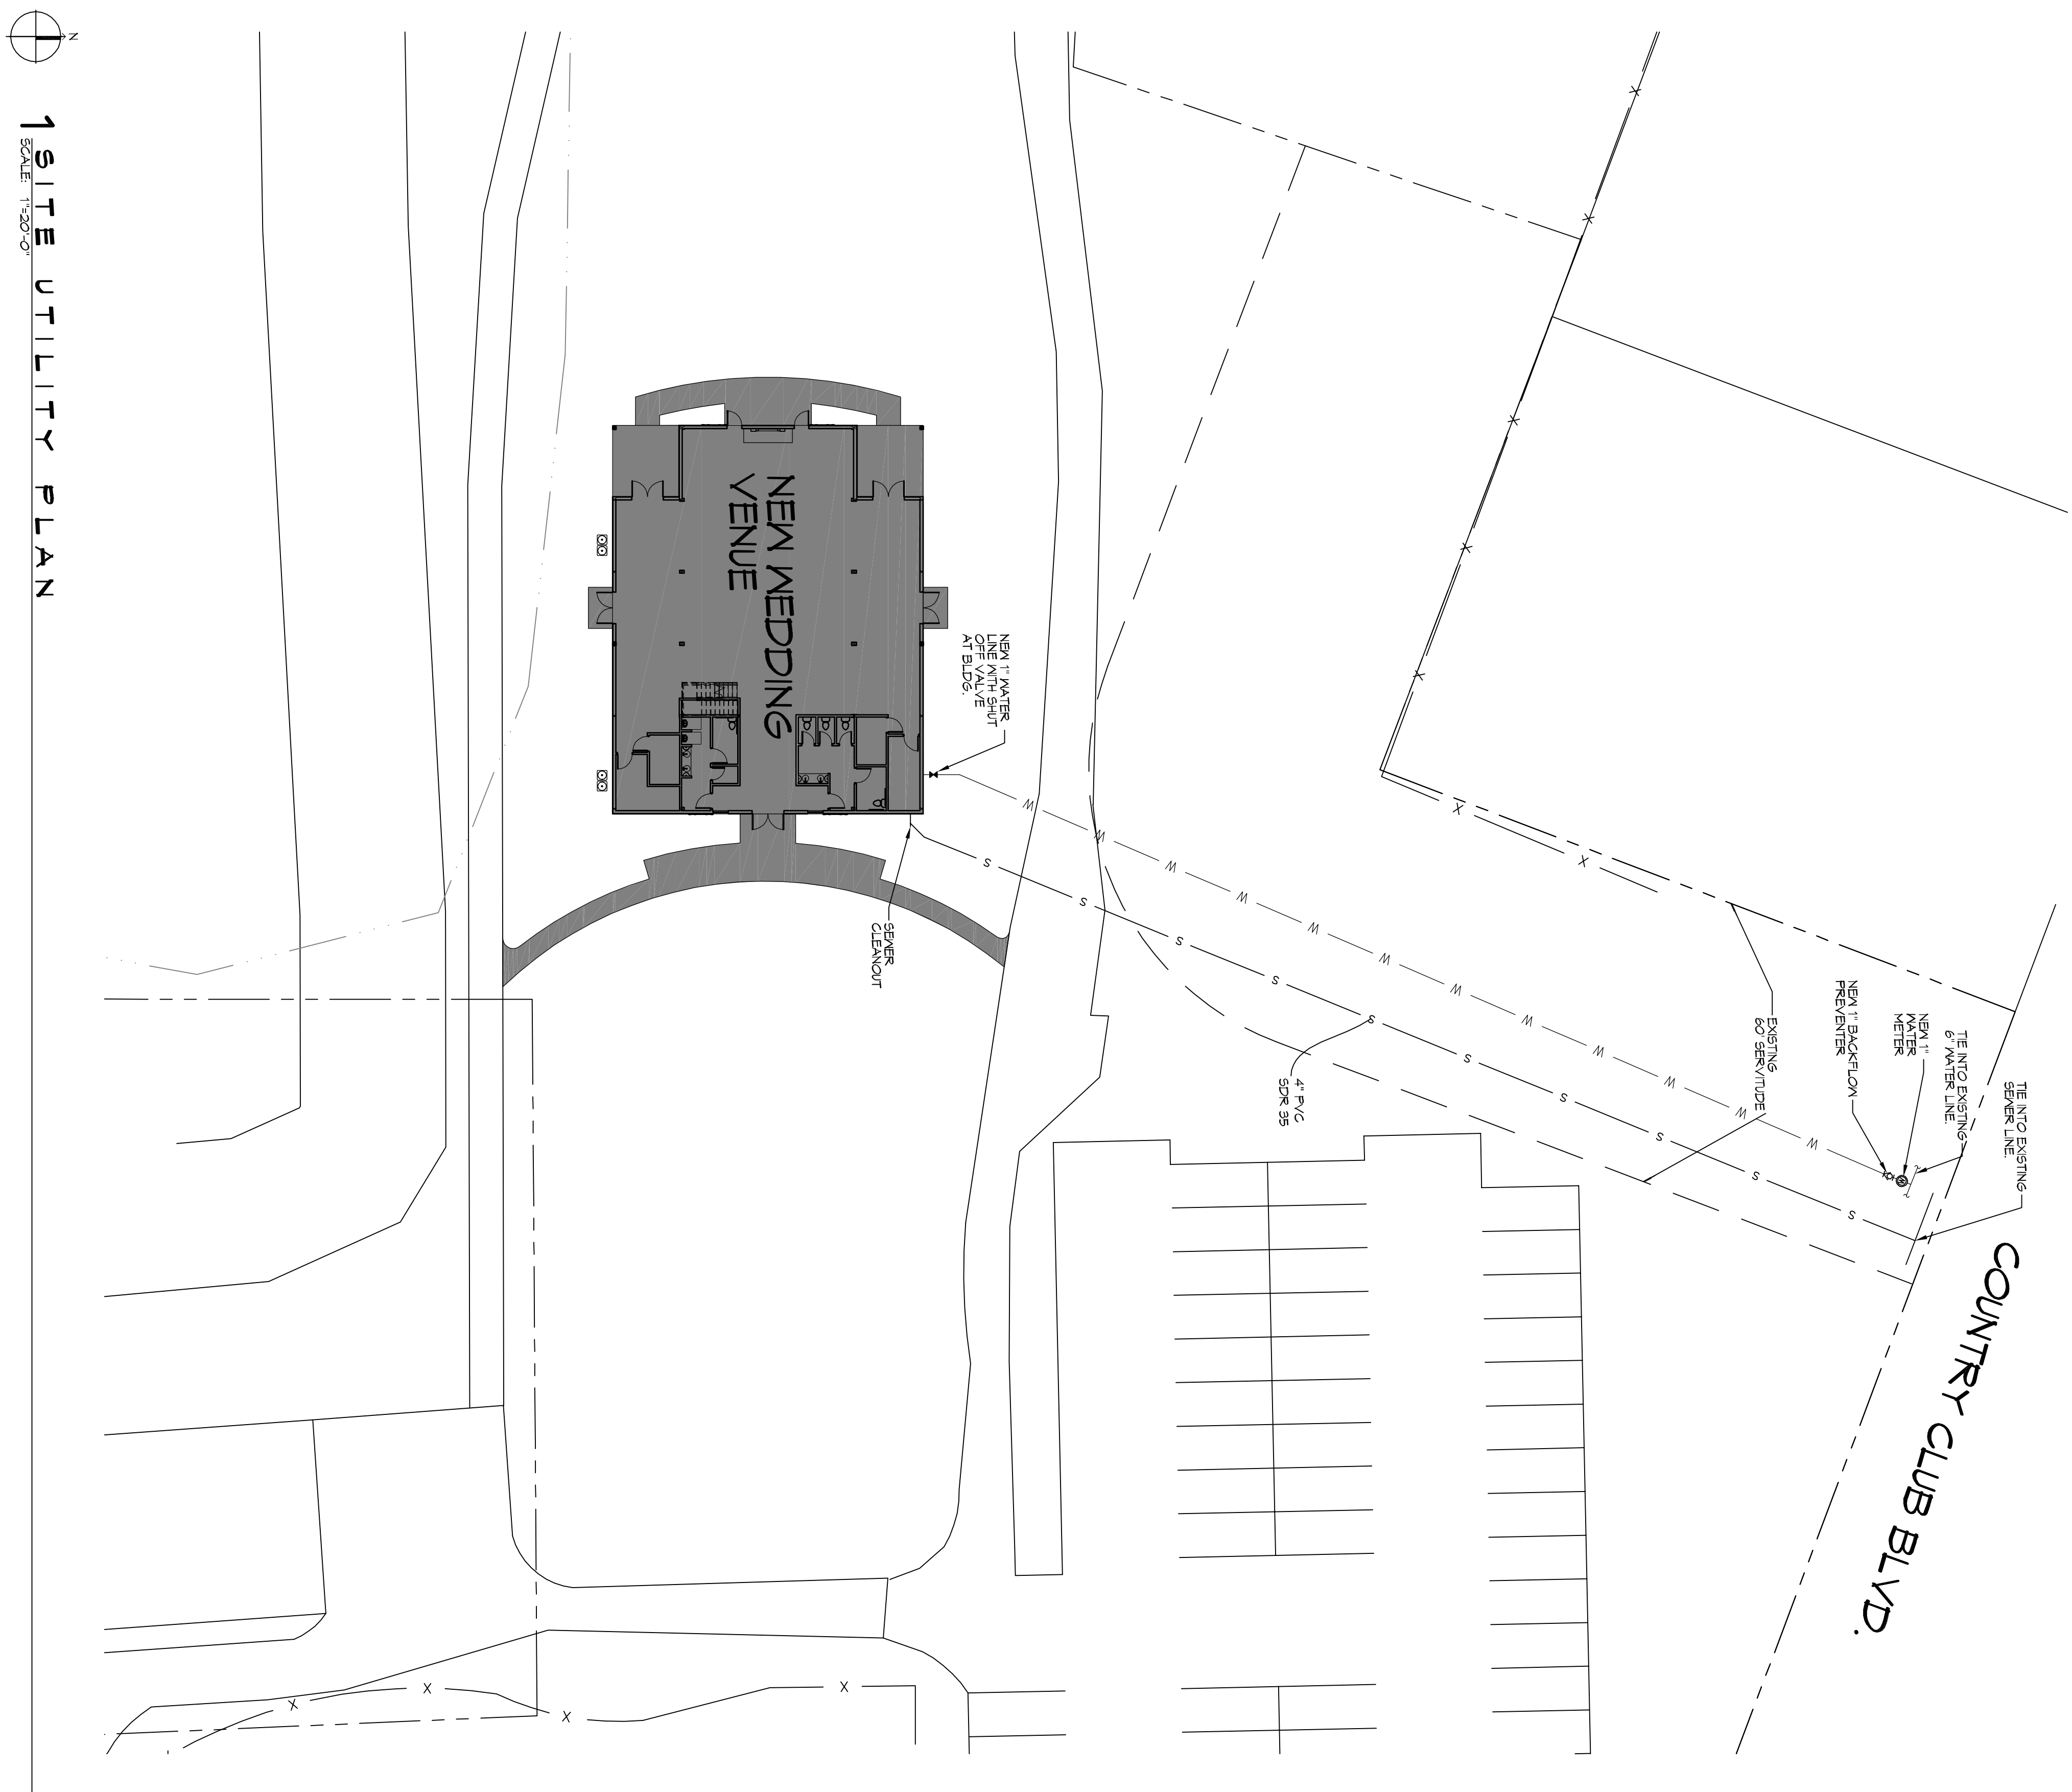 N
1 SITE UTILITY PLAN
SCALE: 1"=20'-0"
NEW WEDDING
VENUE
NEW 1" WATER
LINE WITH SHUT
OFF VALVE
AT BLDG.
SEWER
CLEANOUT
4" PVC
SDR 35
EXISTING
60' SERVITUDE
NEW 1" BACKFLOW
PREVENTER
NEW 1"
WATER
METER
TIE INTO EXISTING
6" WATER LINE.
TIE INTO EXISTING
SEWER LINE.
COUNTRY CLUB BLVD.
W
W
W
W
W
W
W
W
W
W
W
W
S
S
S
S
S
S
S
S
S
S
X
X
X
X
X
X
X
X
X
X
X